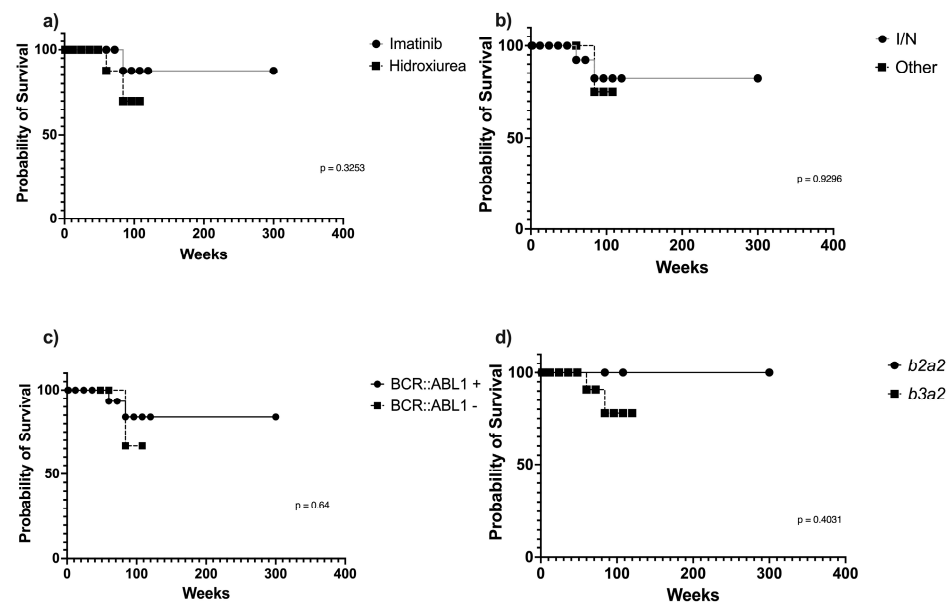 a)
Probability of Survival
100
50
0
0 100 200 300 400
Weeks
Imatinib
Hidroxiurea
p = 0.3253
b)
Probability of Survival
100
50
0
0 100 200 300 400
Weeks
I/N
Other
p = 0.9296
c)
Probability of Survival
100
50
0
0 100 200 300 400
Weeks
BCR::ABL1 +
BCR::ABL1 -
p = 0.64
d)
Probability of Survival
100
50
0
0 100 200 300 400
Weeks
b2a2
b3a2
p = 0.4031